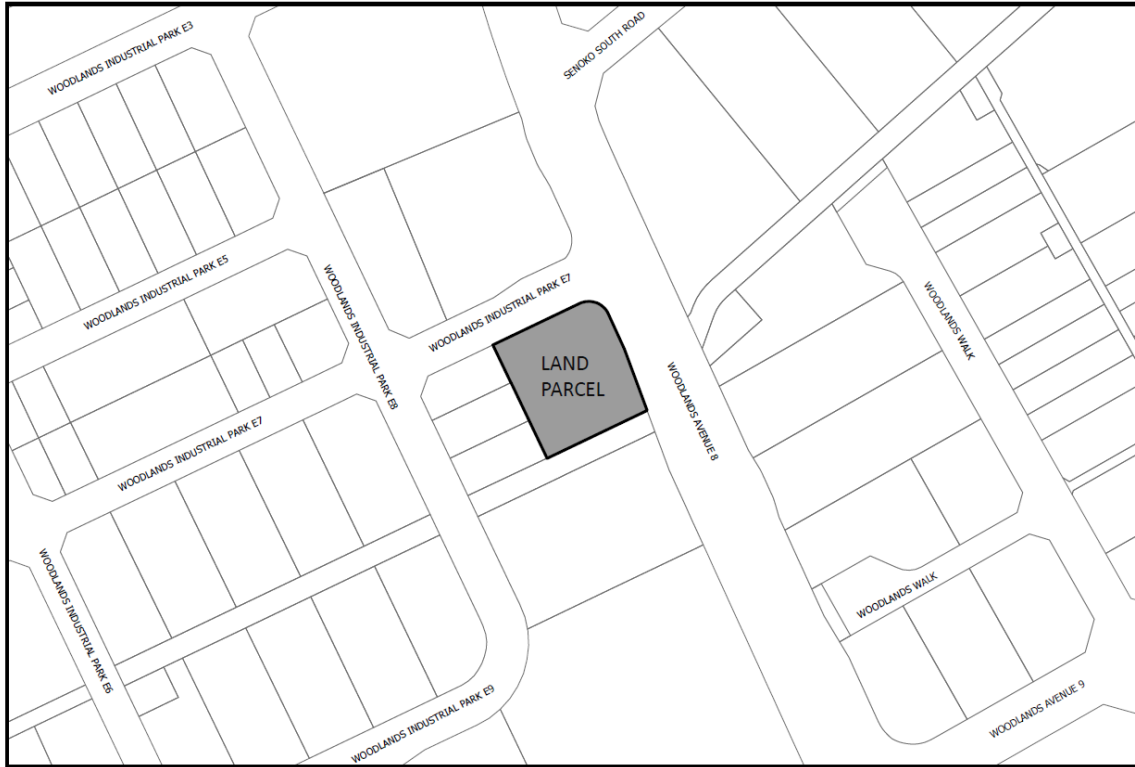 WOODLANDS INDUSTRIAL PARK E3
SENOKO SOUTH ROAD
WOODLANDS INDUSTRIAL PARK E5
WOODLANDS INDUSTRIAL PARK E8
WOODLANDS INDUSTRIAL PARK E7
WOODLANDS WALK
LAND
PARCEL
WOODLANDS AVENUE 8
WOODLANDS INDUSTRIAL PARK E7
WOODLANDS INDUSTRIAL PARK E6
WOODLANDS WALK
WOODLANDS INDUSTRIAL PARK E9
WOODLANDS AVENUE 9